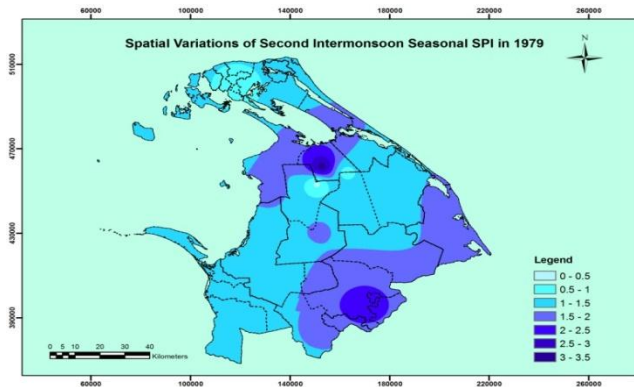 60000 100000 140000 180000 220000 260000
Spatial Variations of Second Intermonsoon Seasonal SPI in 1979
510000
470000
430000
390000
Legend
0 - 0.5
0.5 - 1
1 - 1.5
1.5 - 2
2 - 2.5
2.5 - 3
3 - 3.5
0 5 10 20 30 40
Kilometers
60000 100000 140000 180000 220000 260000